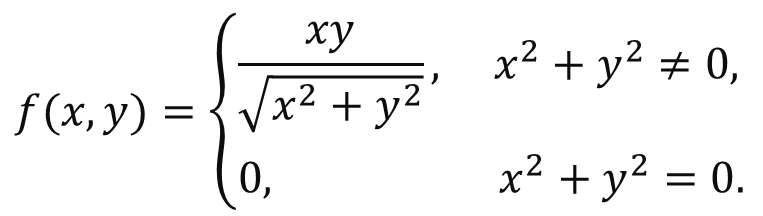 f(x, y) = { xy / √(x² + y²), x² + y² ≠ 0,
0, x² + y² = 0.